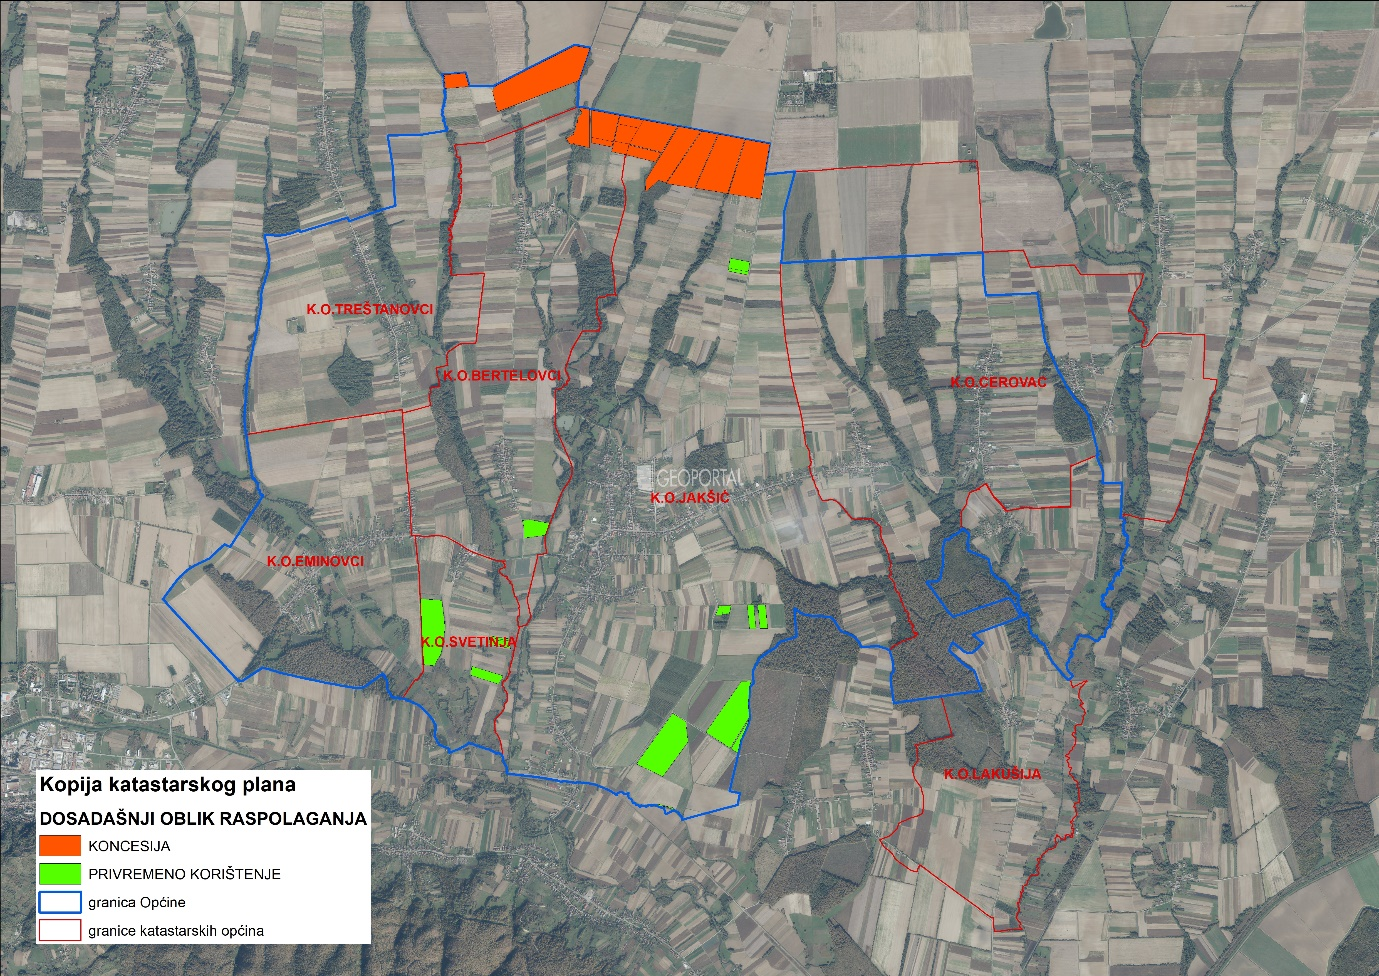 K.O.TREŠTANOVCI
K.O.BERTELOVCI
K.O.CEROVAC
GEOPORTAL
K.O.JAKŠIĆ
K.O.EMINOVCI
K.O.SVETINJA
K.O.LAKUŠIJA
Kopija katastarskog plana
DOSADAŠNJI OBLIK RASPOLAGANJA
KONCESIJA
PRIVREMENO KORIŠTENJE
granica Općine
granice katastarskih općina